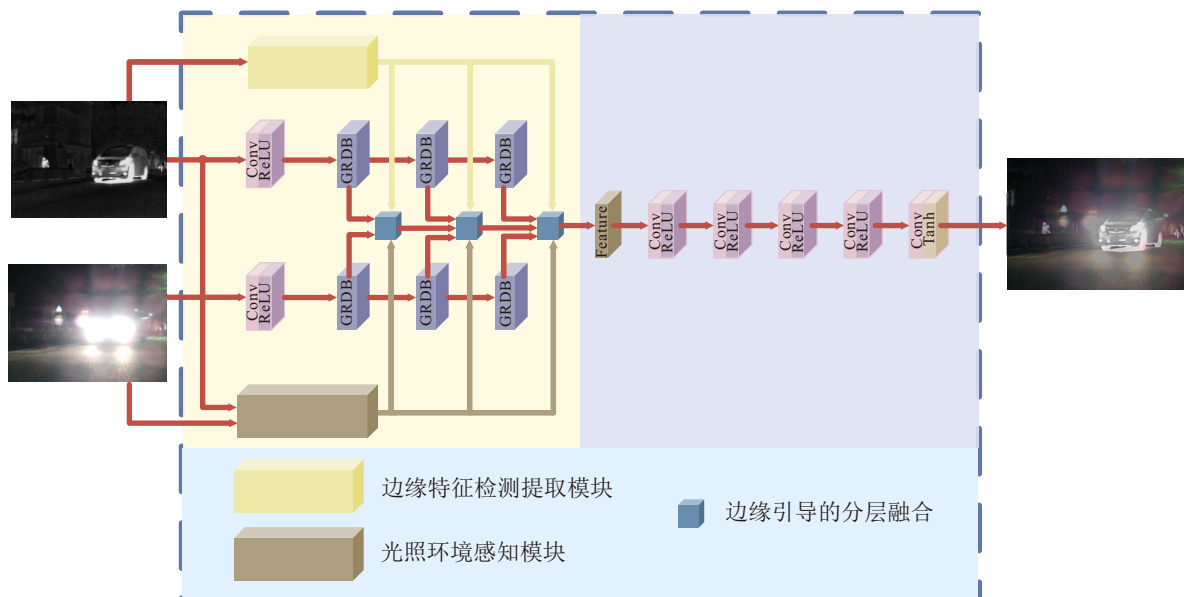 Conv
ReLU
GRDB
GRDB
GRDB
Feature
Conv
ReLU
Conv
ReLU
Conv
ReLU
Conv
ReLU
Conv
Tanh
Conv
ReLU
GRDB
GRDB
GRDB
边缘特征检测提取模块
边缘引导的分层融合
光照环境感知模块